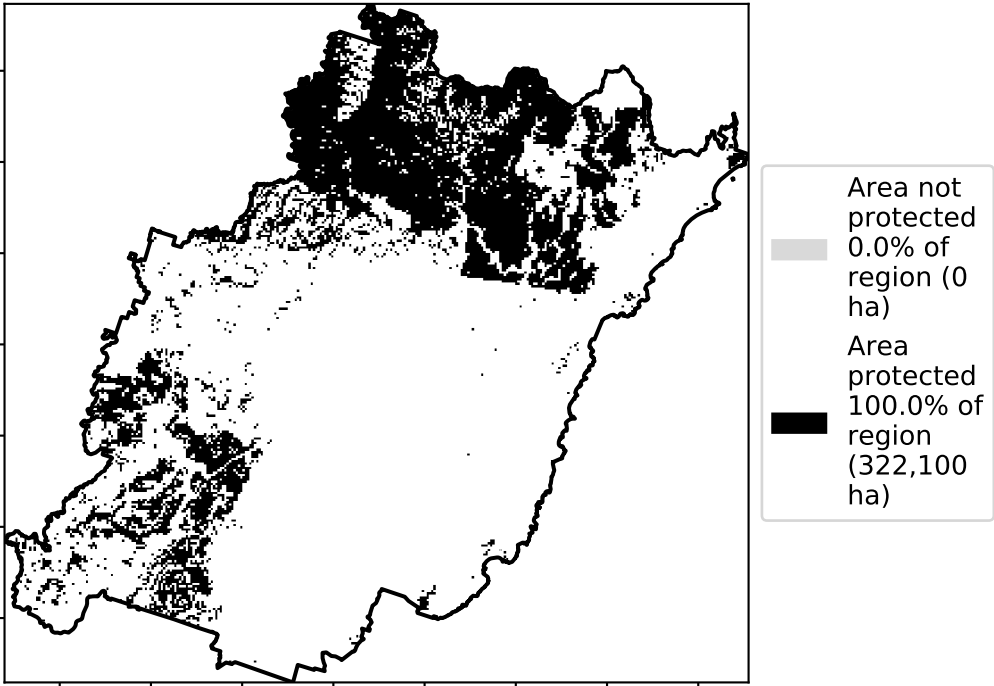 Area not
protected
0.0% of
region (0
ha)
Area
protected
100.0% of
region
(322,100
ha)